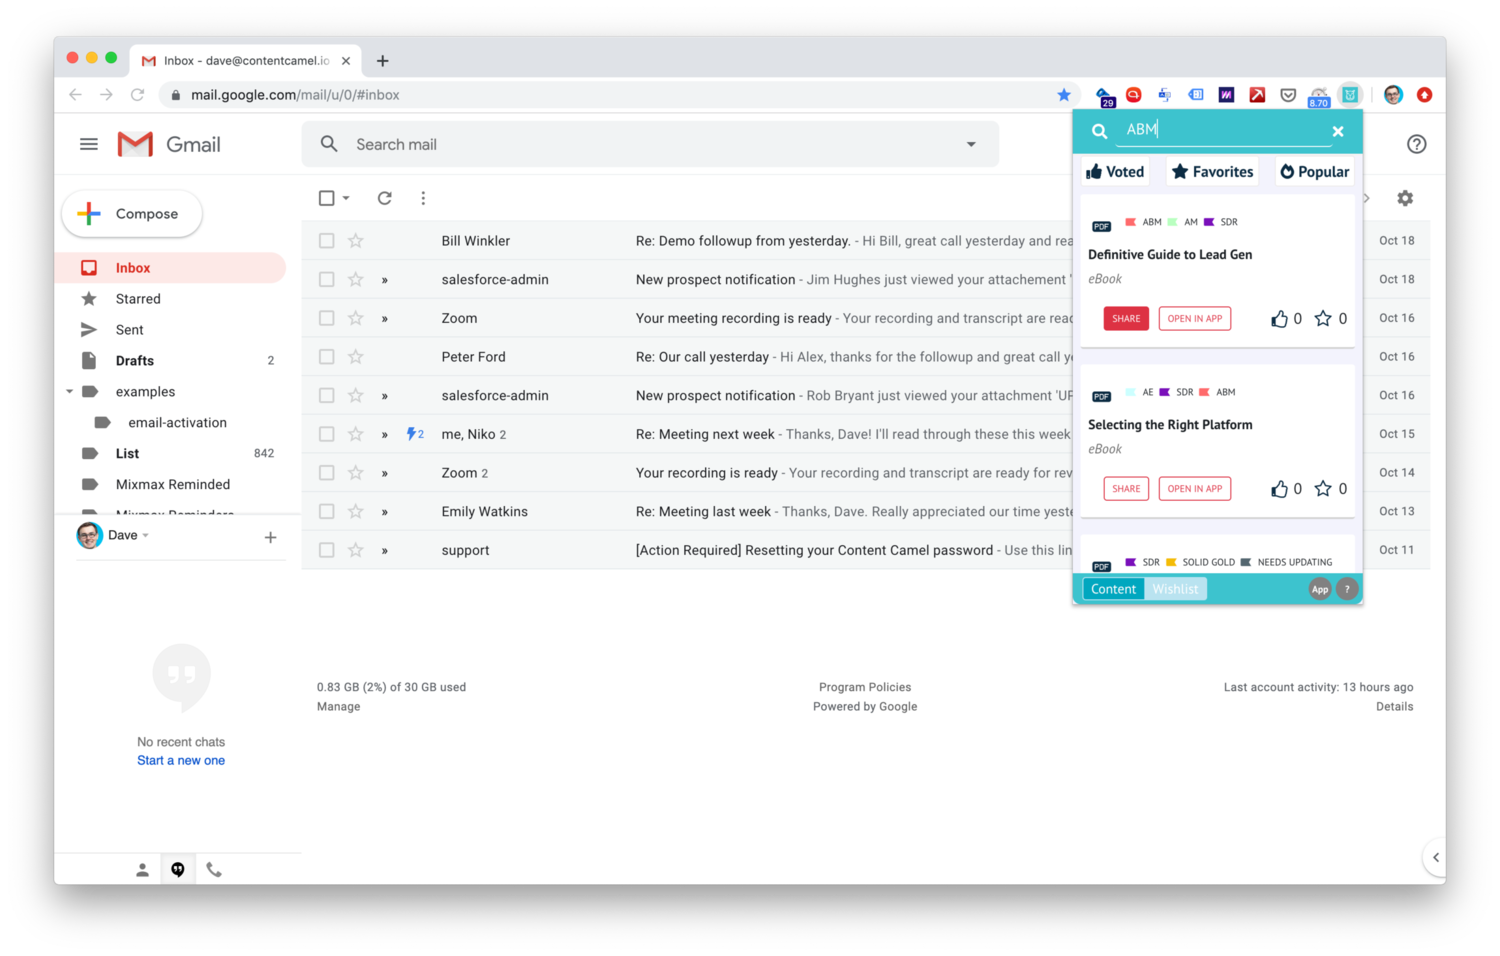 Inbox - dave@contentcamel.io
mail.google.com/mail/u/0/#inbox
29
8.70
Gmail
Search mail
ABM
Voted
Favorites
Popular
Compose
Inbox
Starred
Sent
Drafts 2
examples
email-activation
List 842
Mixmax Reminded
Mixmax Reminders
Dave
No recent chats
Start a new one
Bill Winkler Re: Demo followup from yesterday. - Hi Bill, great call yesterday and rea Oct 18
» salesforce-admin New prospect notification - Jim Hughes just viewed your attachement ' Oct 18
» Zoom Your meeting recording is ready - Your recording and transcript are read Oct 16
Peter Ford Re: Our call yesterday - Hi Alex, thanks for the followup and great call y Oct 16
» salesforce-admin New prospect notification - Rob Bryant just viewed your attachment 'UF Oct 16
» 2 me, Niko 2 Re: Meeting next week - Thanks, Dave! I'll read through these this week Oct 15
» Zoom 2 Your recording is ready - Your recording and transcript are ready for rev Oct 14
» Emily Watkins Re: Meeting last week - Thanks, Dave. Really appreciated our time yeste Oct 13
» support [Action Required] Resetting your Content Camel password - Use this lin Oct 11
PDF ABM AM SDR
Definitive Guide to Lead Gen
eBook
SHARE OPEN IN APP 0 0
PDF AE SDR ABM
Selecting the Right Platform
eBook
SHARE OPEN IN APP 0 0
PDF SDR SOLID GOLD NEEDS UPDATING
Content Wishlist App ?
0.83 GB (2%) of 30 GB used
Manage
Program Policies
Powered by Google
Last account activity: 13 hours ago
Details